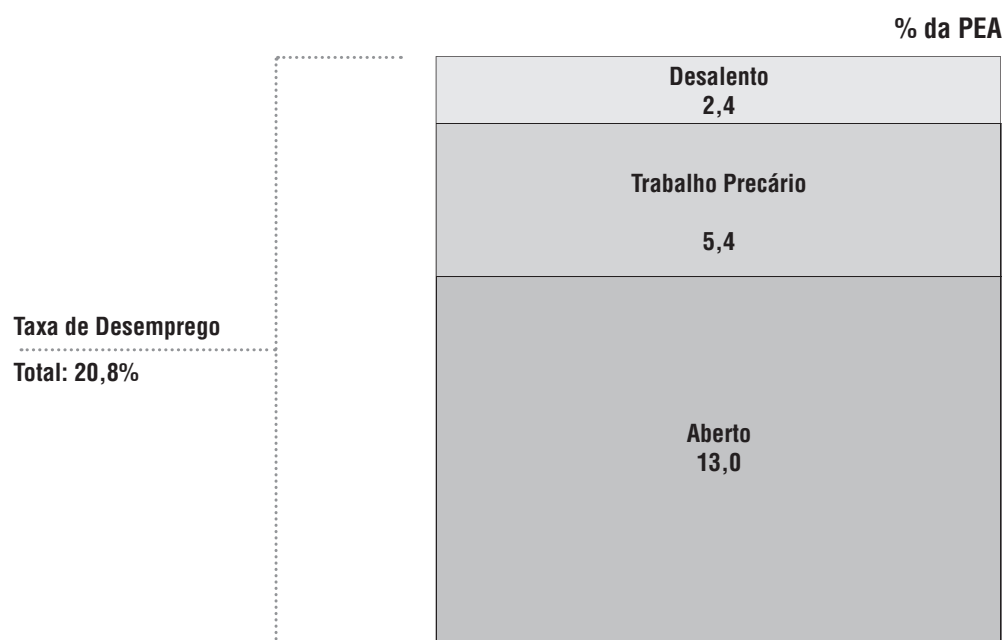 % da PEA
Desalento
2,4
Trabalho Precário
5,4
Taxa de Desemprego
Total: 20,8%
Aberto
13,0